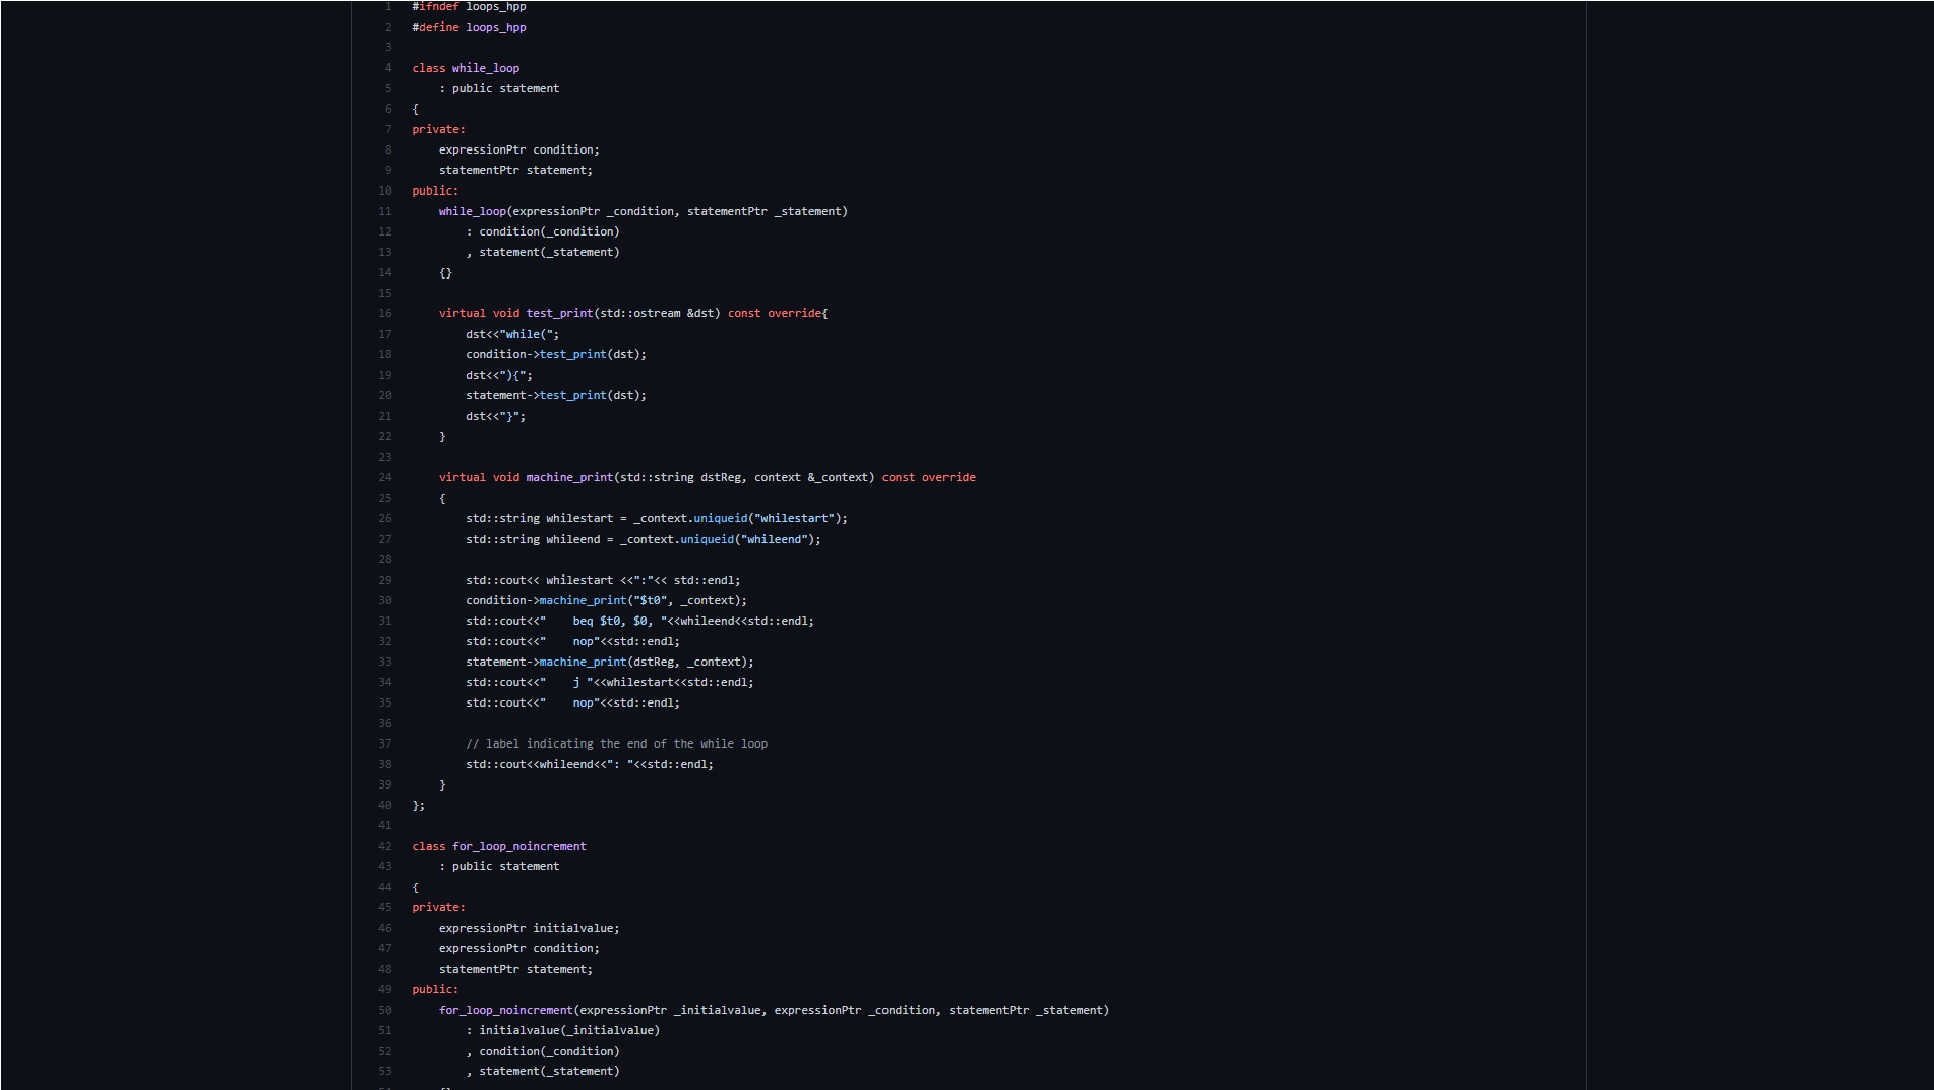 1 #ifndef loops_hpp
2 #define loops_hpp
3
4 class while_loop
5     : public statement
6 {
7 private:
8     expressionPtr condition;
9     statementPtr statement;
10 public:
11     while_loop(expressionPtr _condition, statementPtr _statement)
12         : condition(_condition)
13         , statement(_statement)
14     {}
15
16     virtual void test_print(std::ostream &dst) const override{
17         dst<<"while(";
18         condition->test_print(dst);
19         dst<<"){";
20         statement->test_print(dst);
21         dst<<"}";
22     }
23
24     virtual void machine_print(std::string dstReg, context &_context) const override
25     {
26         std::string whilestart = _context.uniqueid("whilestart");
27         std::string whileend = _context.uniqueid("whileend");
28
29         std::cout<< whilestart <<":"<< std::endl;
30         condition->machine_print("$t0", _context);
31         std::cout<<"    beq $t0, $0, "<<whileend<<std::endl;
32         std::cout<<"    nop"<<std::endl;
33         statement->machine_print(dstReg, _context);
34         std::cout<<"    j "<<whilestart<<std::endl;
35         std::cout<<"    nop"<<std::endl;
36
37         // label indicating the end of the while loop
38         std::cout<<whileend<<": "<<std::endl;
39     }
40 };
41
42 class for_loop_noincrement
43     : public statement
44 {
45 private:
46     expressionPtr initialvalue;
47     expressionPtr condition;
48     statementPtr statement;
49 public:
50     for_loop_noincrement(expressionPtr _initialvalue, expressionPtr _condition, statementPtr _statement)
51         : initialvalue(_initialvalue)
52         , condition(_condition)
53         , statement(_statement)